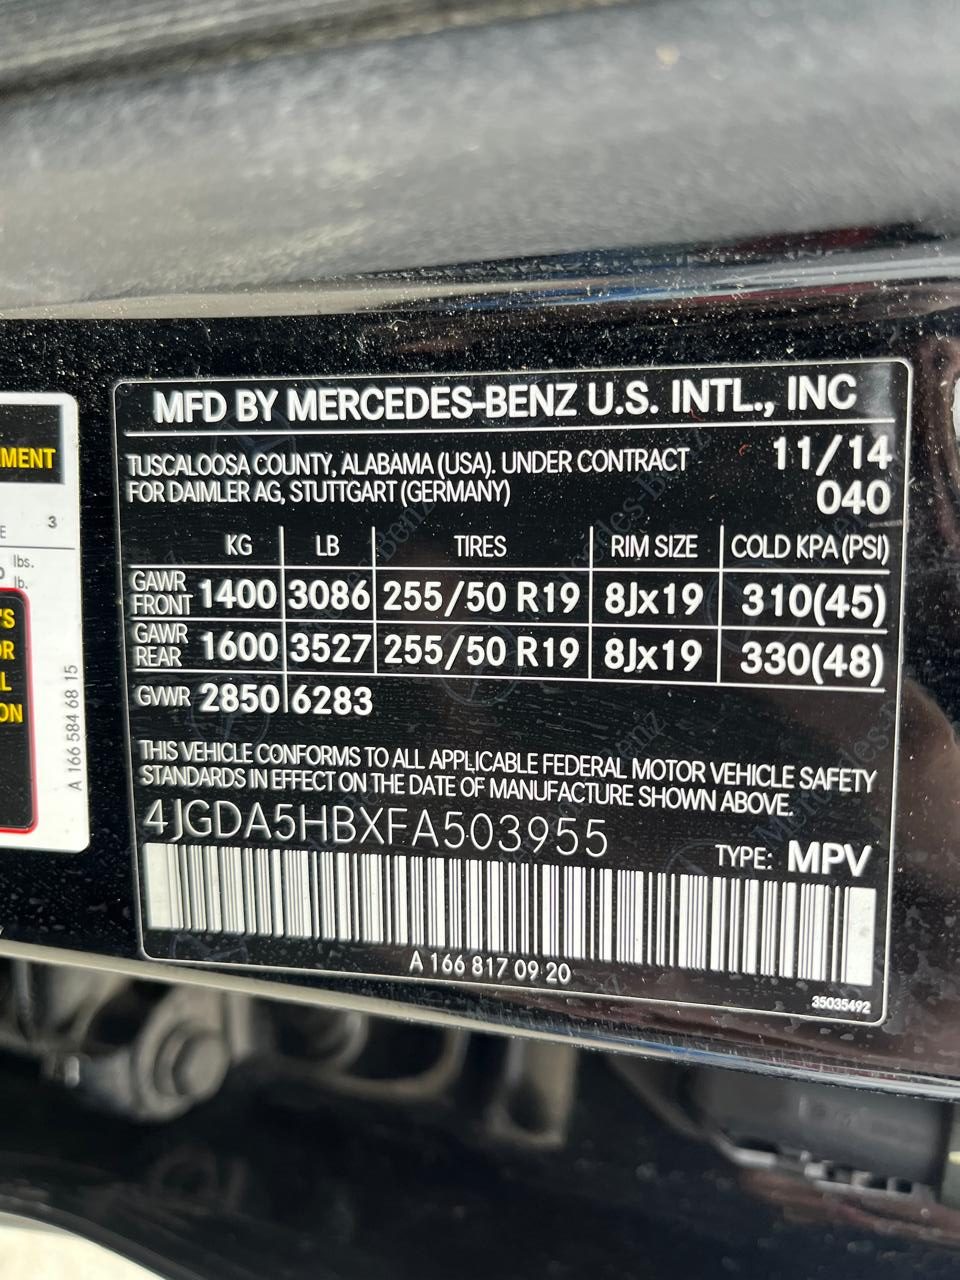 MFD BY MERCEDES-BENZ U.S. INTL., INC
TUSCALOOSA COUNTY, ALABAMA (USA). UNDER CONTRACT 11/14
FOR DAIMLER AG, STUTTGART (GERMANY) 040
KG LB TIRES RIM SIZE COLD KPA (PSI)
GAWR FRONT 1400 3086 255/50 R19 8Jx19 310(45)
GAWR REAR 1600 3527 255/50 R19 8Jx19 330(48)
GVWR 2850 6283
THIS VEHICLE CONFORMS TO ALL APPLICABLE FEDERAL MOTOR VEHICLE SAFETY
STANDARDS IN EFFECT ON THE DATE OF MANUFACTURE SHOWN ABOVE.
4JGDA5HBXFA503955
TYPE: MPV
A 166 817 09 20
35035492
3
lbs.
lb.
A 166 584 68 15